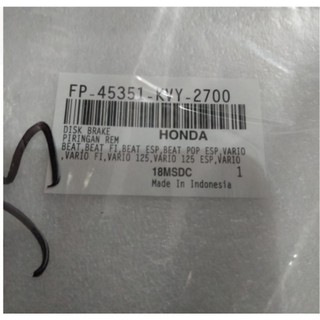 FP-45351-KVY-2700
DISK BRAKE HONDA
PIRINGAN REM
BEAT,BEAT FI,BEAT ESP,BEAT POP ESP,VARIO
,VARIO FI,VARIO 125,VARIO 125 ESP,VARIO
18MSDC 1
Made In Indonesia